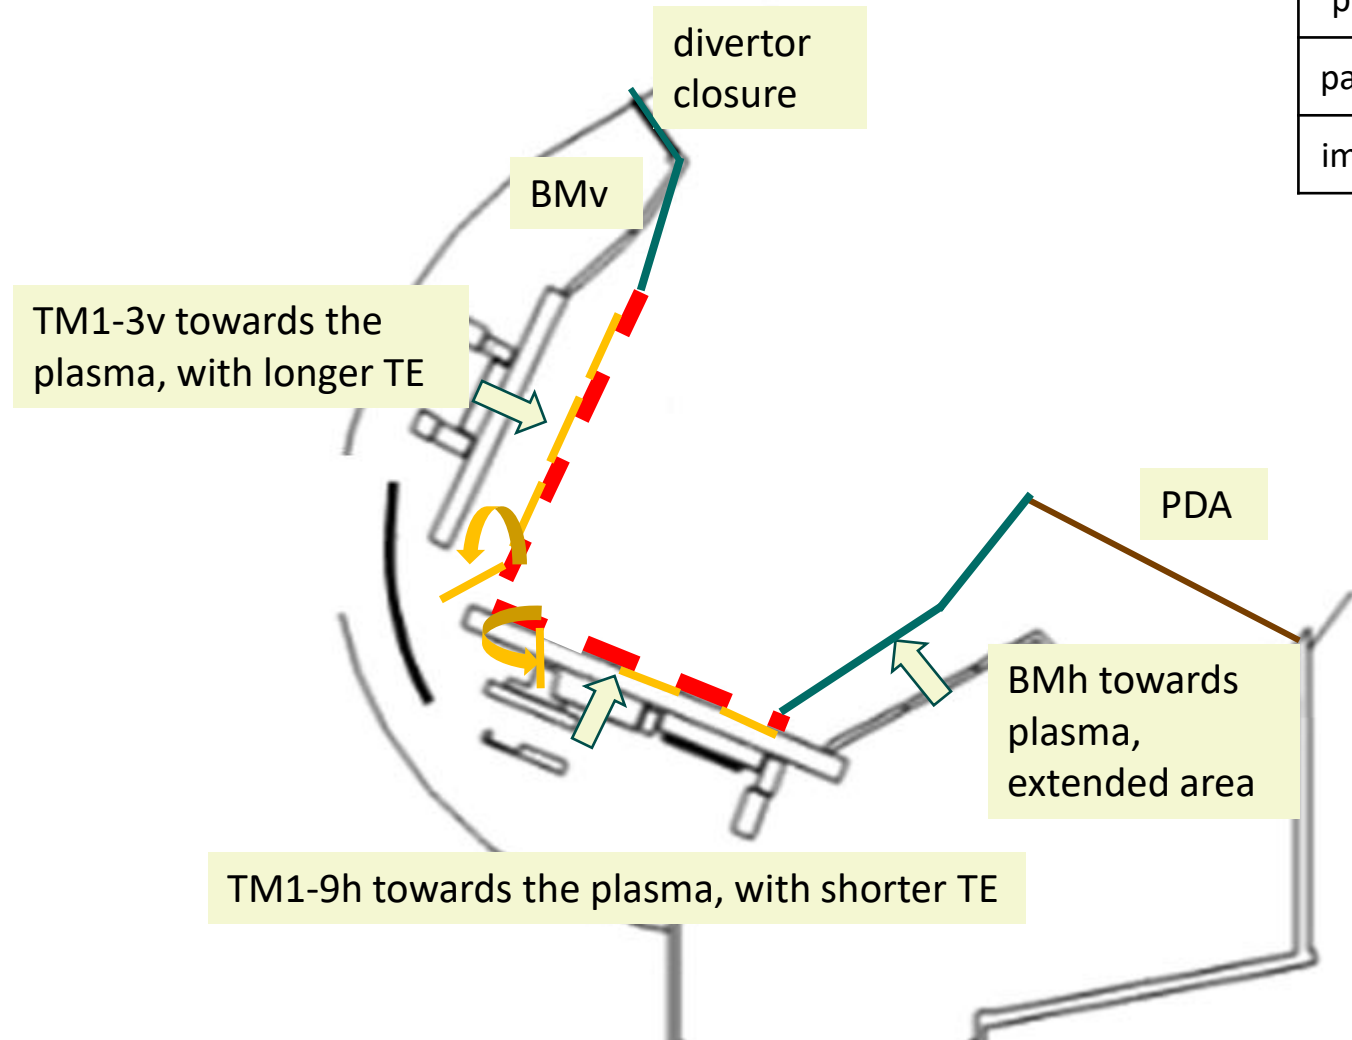 divertor
closure
BMv
TM1-3v towards the
plasma, with longer TE
PDA
BMh towards
plasma,
extended area
TM1-9h towards the plasma, with shorter TE